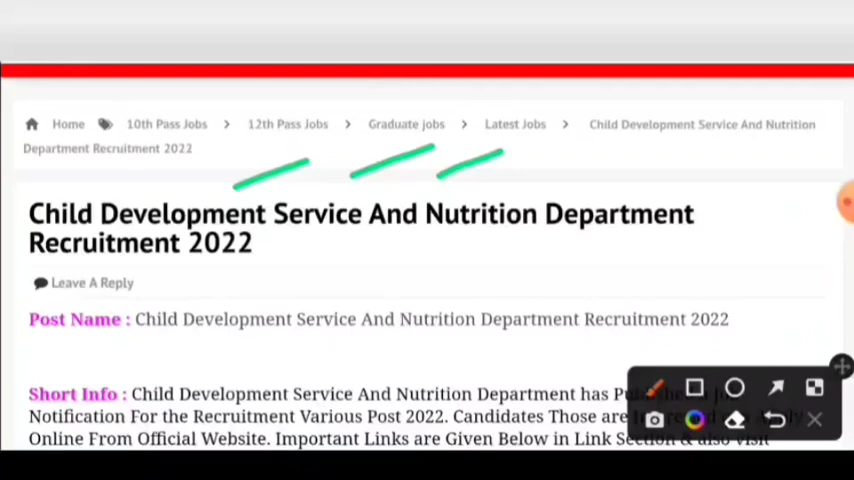 Home 10th Pass Jobs > 12th Pass Jobs > Graduate jobs > Latest Jobs > Child Development Service And Nutrition
Department Recruitment 2022
Child Development Service And Nutrition Department
Recruitment 2022
Leave A Reply
Post Name : Child Development Service And Nutrition Department Recruitment 2022
Short Info : Child Development Service And Nutrition Department has
Notification For the Recruitment Various Post 2022. Candidates Those are
Online From Official Website. Important Links are Given Below in Link Section & also visit